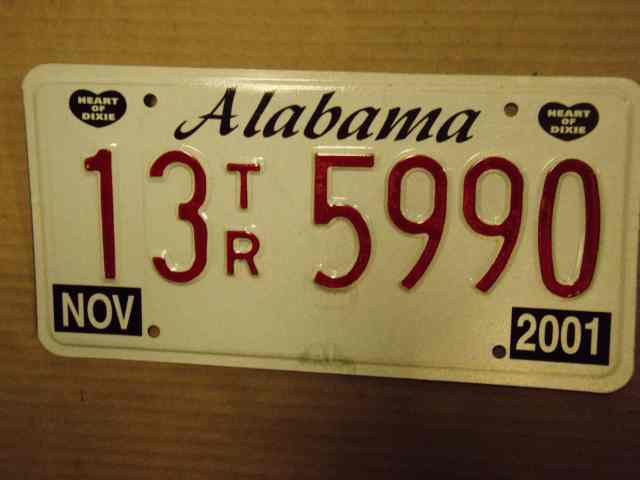 HEART OF DIXIE
Alabama
HEART OF DIXIE
13 TR 5990
NOV
2001